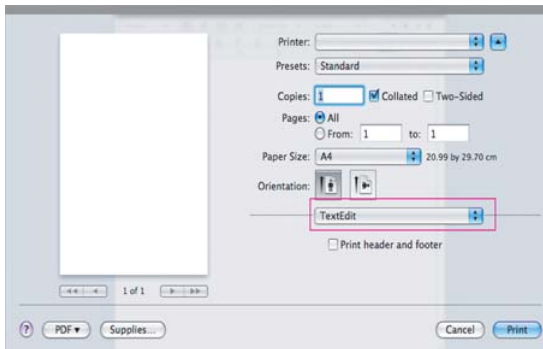 Printer:
Presets: Standard
Copies: 1 Collated Two-Sided
Pages: All
From: 1 to: 1
Paper Size: A4 20.99 by 29.70 cm
Orientation:
TextEdit
Print header and footer
1 of 1
? PDF Supplies... Cancel Print